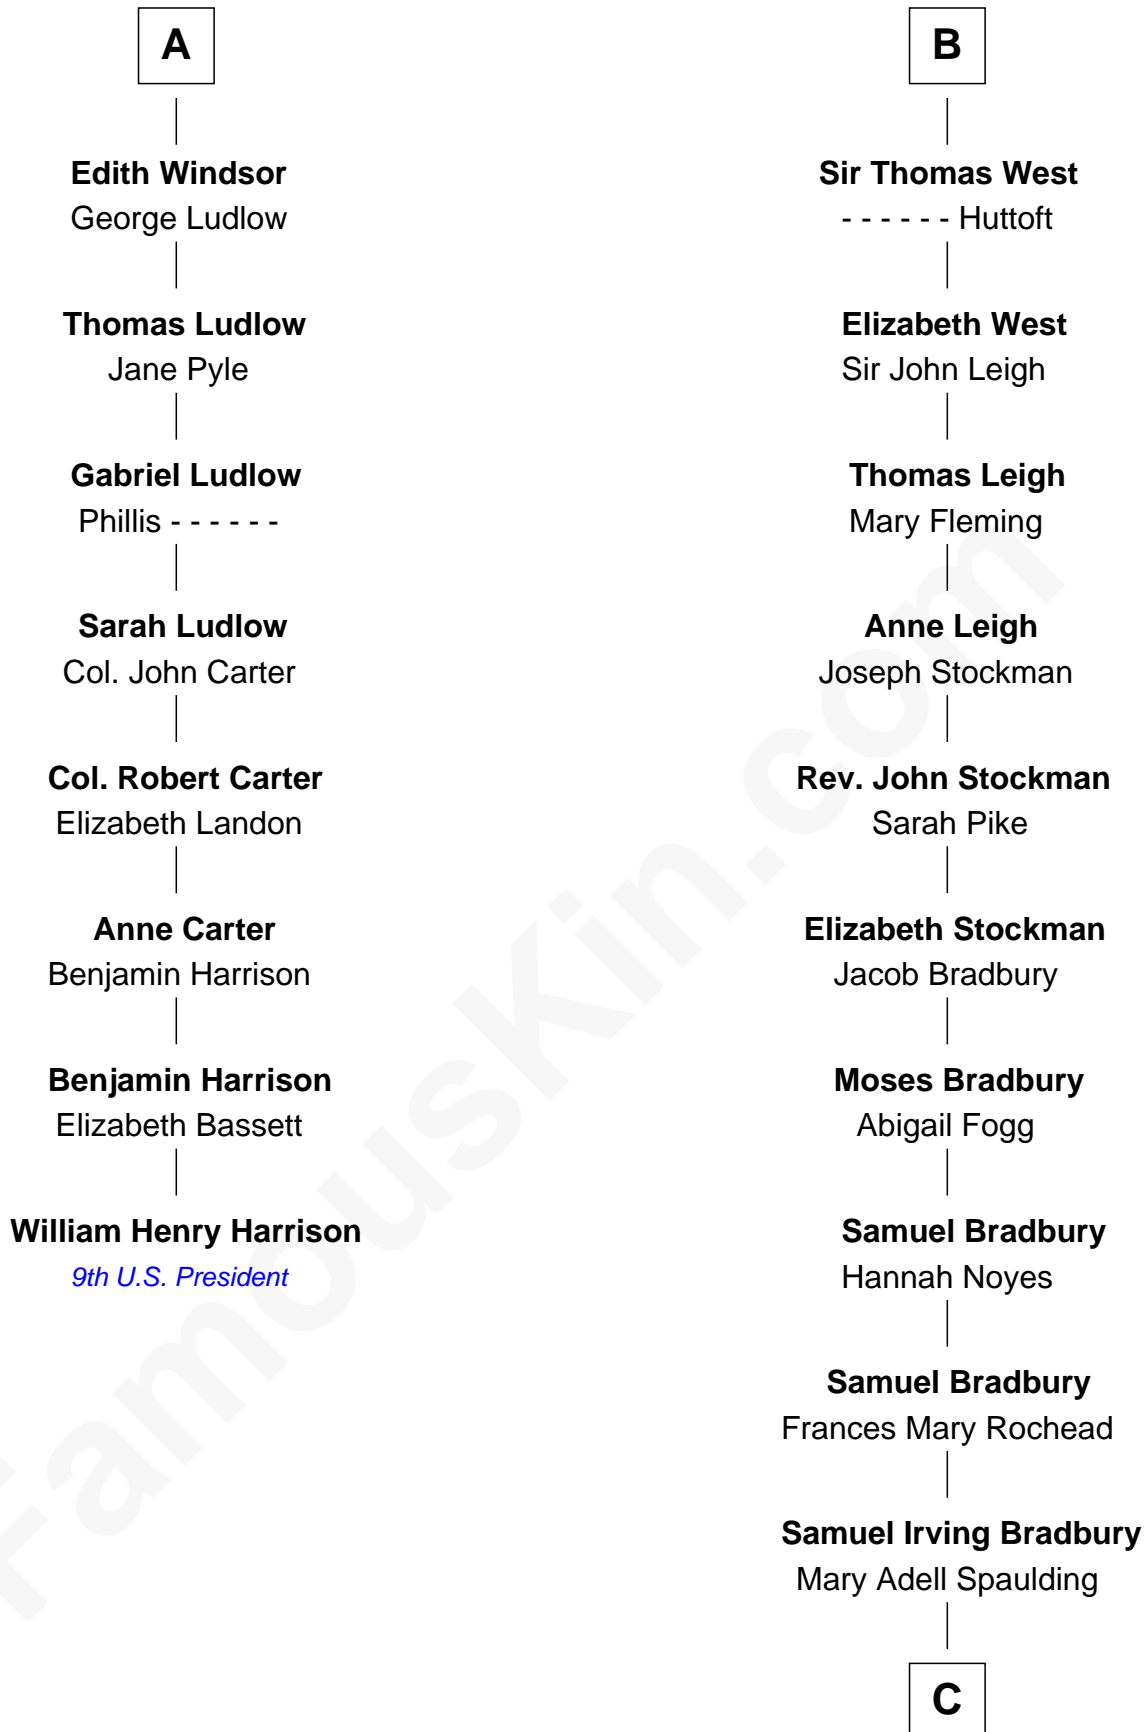 A
Edith Windsor
George Ludlow
Thomas Ludlow
Jane Pyle
Gabriel Ludlow
Phillis - - - - - -
Sarah Ludlow
Col. John Carter
Col. Robert Carter
Elizabeth Landon
Anne Carter
Benjamin Harrison
Benjamin Harrison
Elizabeth Bassett
William Henry Harrison
9th U.S. President
B
Sir Thomas West
- - - - - - Huttoft
Elizabeth West
Sir John Leigh
Thomas Leigh
Mary Fleming
Anne Leigh
Joseph Stockman
Rev. John Stockman
Sarah Pike
Elizabeth Stockman
Jacob Bradbury
Moses Bradbury
Abigail Fogg
Samuel Bradbury
Hannah Noyes
Samuel Bradbury
Frances Mary Rochead
Samuel Irving Bradbury
Mary Adell Spaulding
C
FamousKin.com